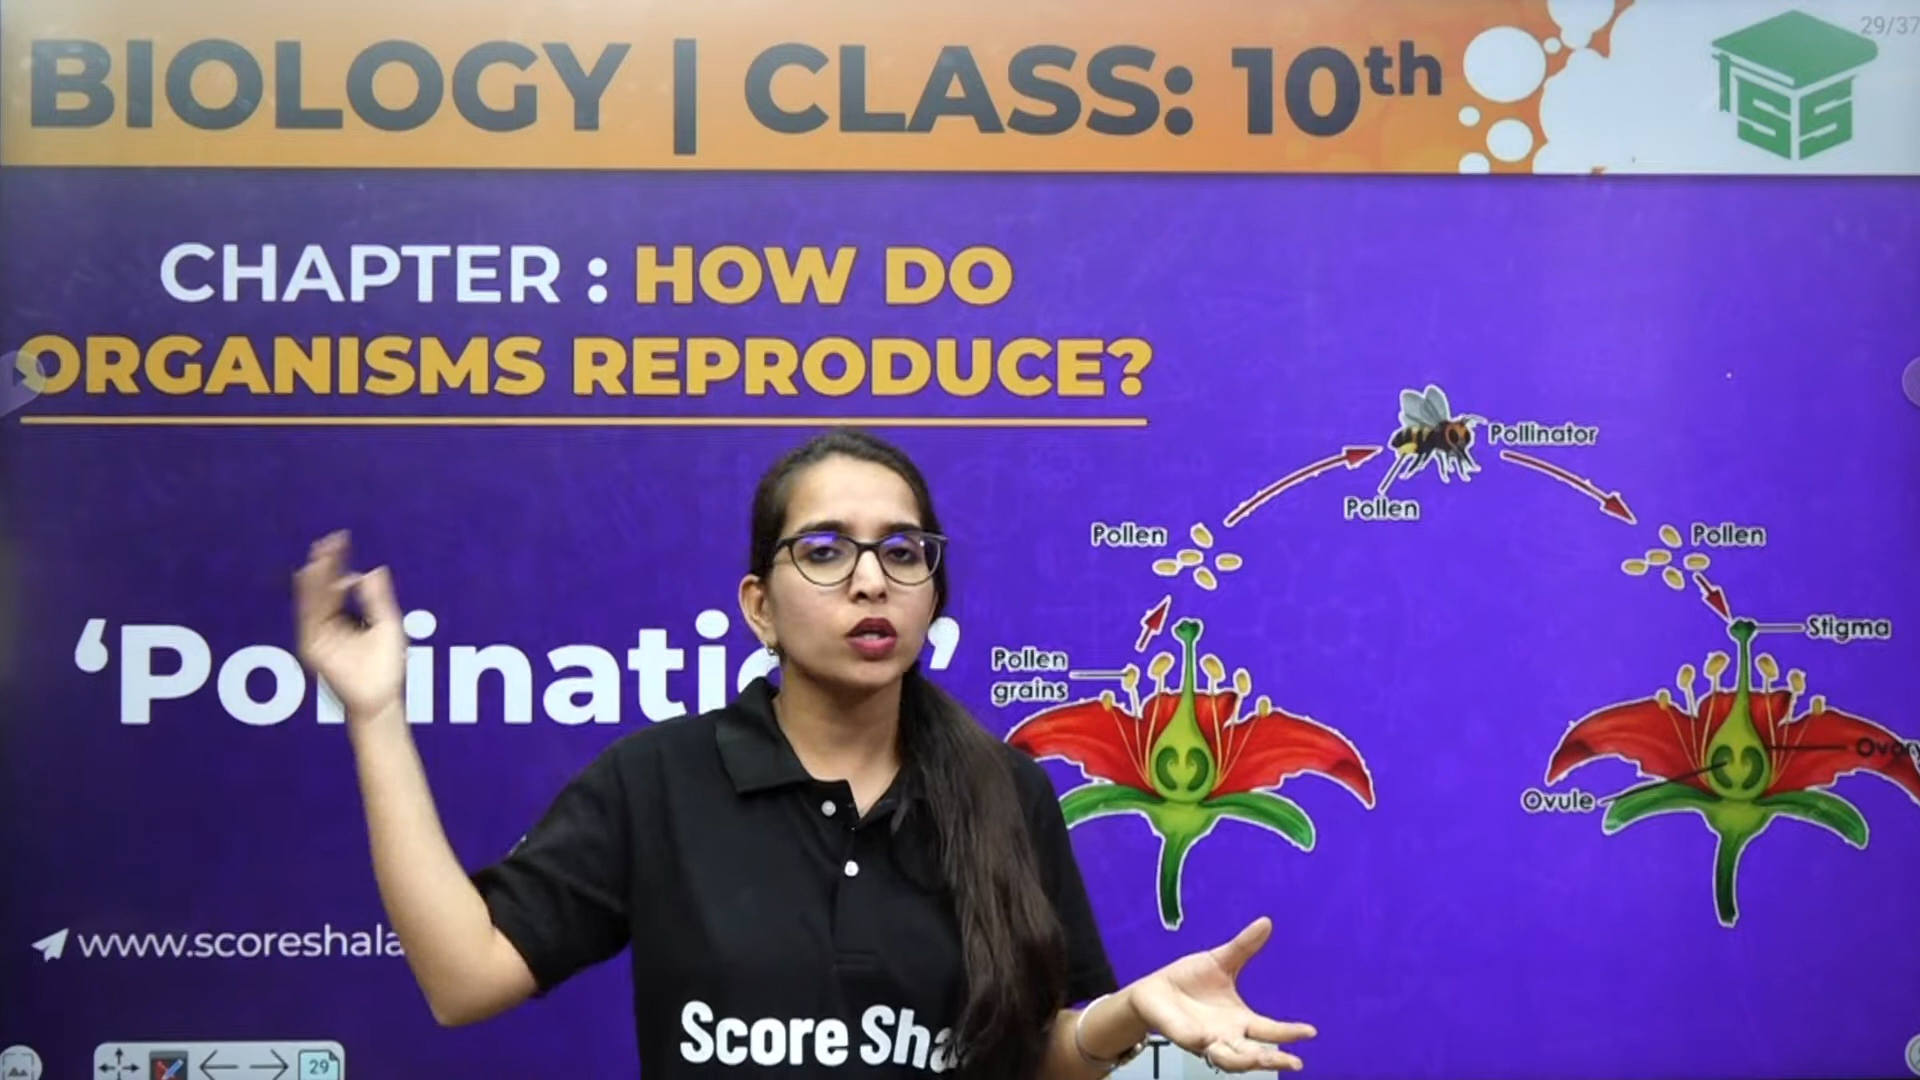 BIOLOGY | CLASS: 10th
29/37
SS
CHAPTER : HOW DO
ORGANISMS REPRODUCE?
Pollinator
Pollen
Pollen
Pollen
Stigma
Pollen
grains
Ovule
www.scoreshala
Score Sha
29
T